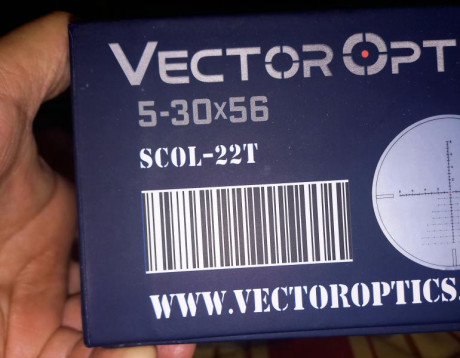 VECTOR OPT
5-30x56
SCOL-22T
WWW.VECTOROPTICS.